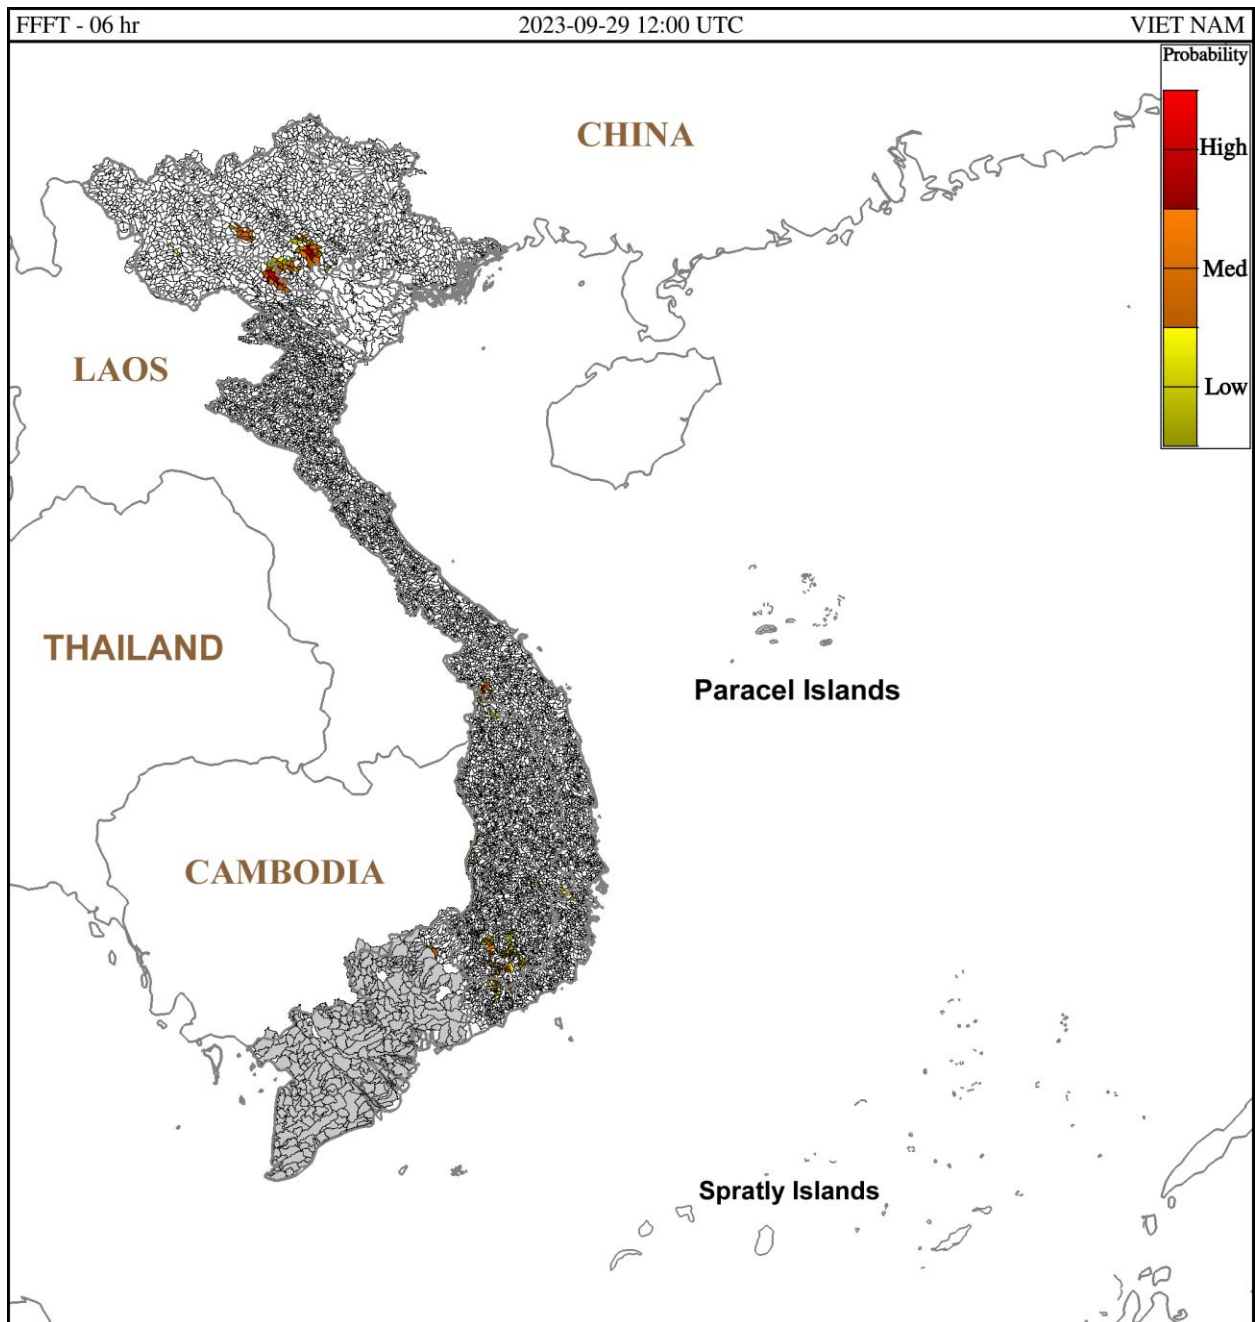 FFFT - 06 hr 2023-09-29 12:00 UTC VIET NAM
Probability
CHINA
High
Med
LAOS
Low
THAILAND
Paracel Islands
CAMBODIA
Spratly Islands